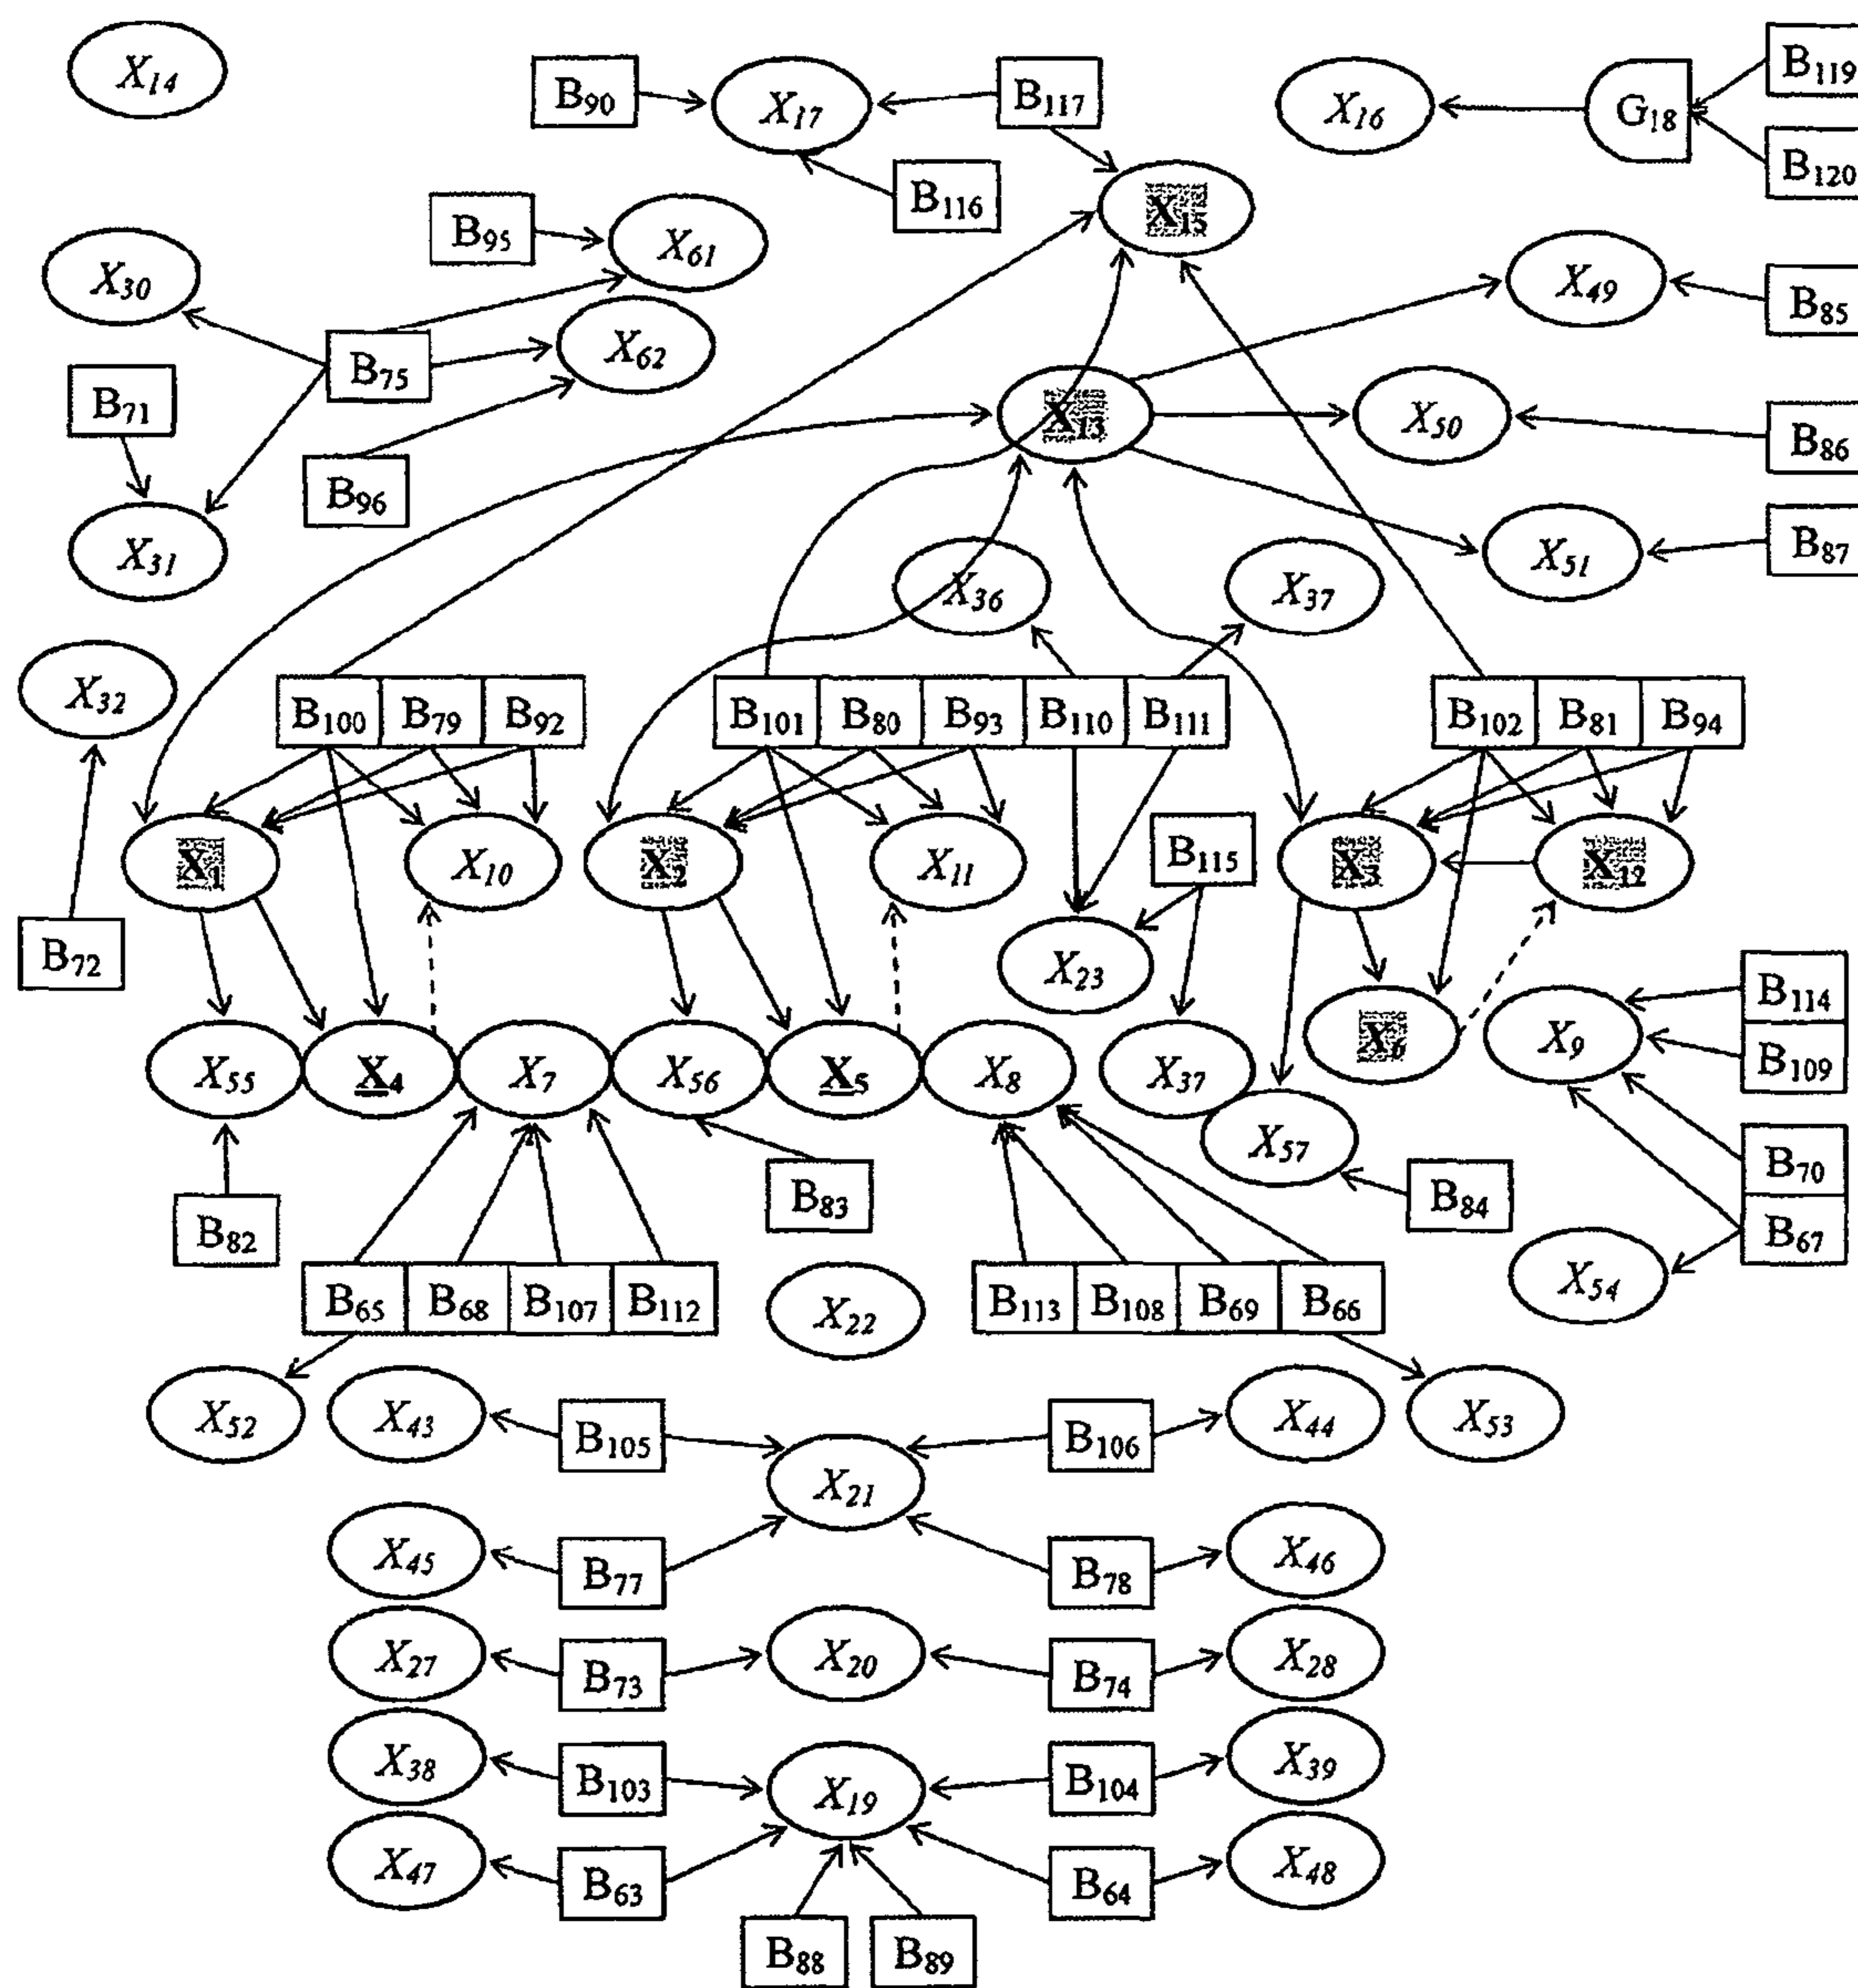 X14
B90 X17 B117 X16 G18 B119
B120
B116 X15
B95 X61
X30 X49 B85
B75 X62
B71 X13 X50 B86
B96
X31 X51 B87
X36 X37
X32 B100 B79 B92 B101 B80 B93 B110 B111 B102 B81 B94
X1 X10 X2 X11 B115 X3 X12
B72 X23
B114
X55 X4 X7 X56 X5 X8 X37 X6 X9 B109
X57
B82 B83 B84 B70
B67
X54
B65 B68 B107 B112 X22 B113 B108 B69 B66
X52 X43 B105 B106 X44 X53
X21
X45 B77 B78 X46
X27 B73 X20 B74 X28
X38 B103 X19 B104 X39
X47 B63 B64 X48
B88 B89